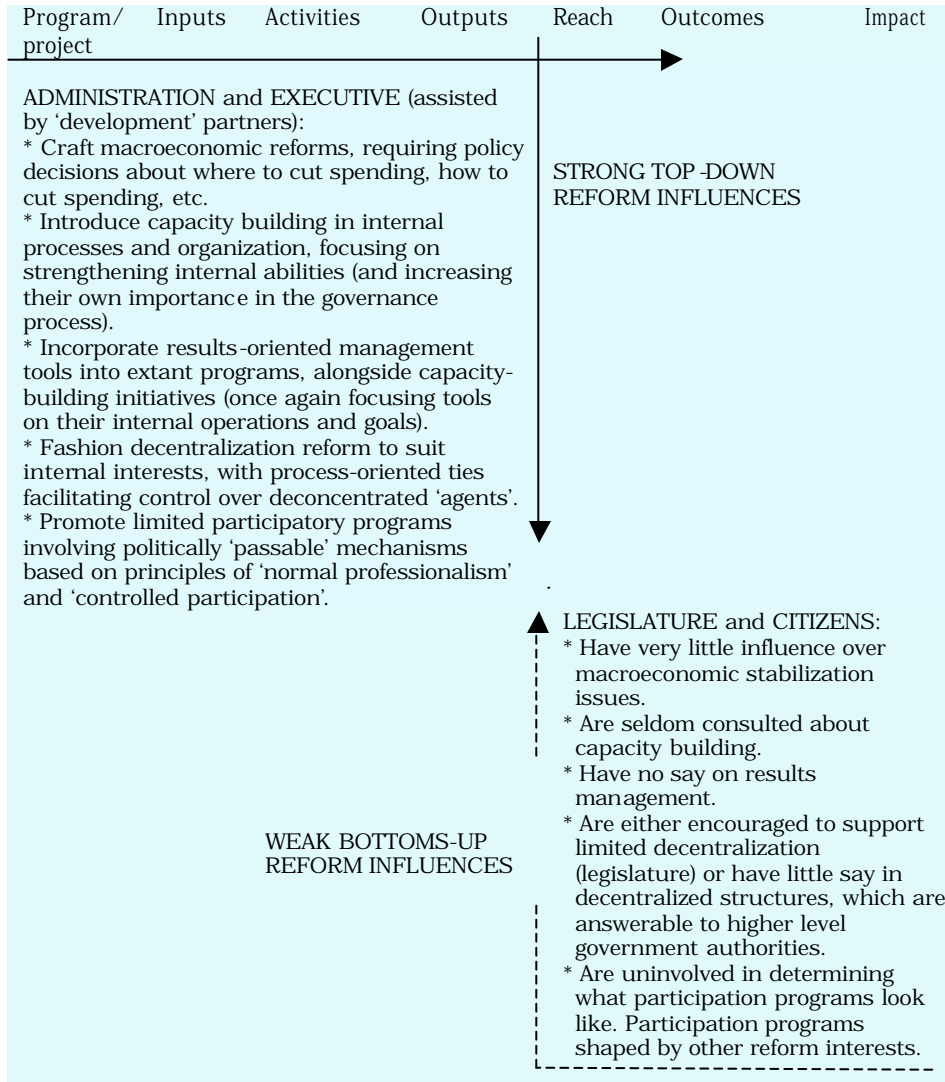 Program/ Inputs Activities Outputs Reach Outcomes Impact
project
ADMINISTRATION and EXECUTIVE (assisted
by ‘development’ partners):
* Craft macroeconomic reforms, requiring policy
decisions about where to cut spending, how to
cut spending, etc.
* Introduce capacity building in internal
processes and organization, focusing on
strengthening internal abilities (and increasing
their own importance in the governance
process).
* Incorporate results-oriented management
tools into extant programs, alongside capacity-
building initiatives (once again focusing tools
on their internal operations and goals).
* Fashion decentralization reform to suit
internal interests, with process-oriented ties
facilitating control over deconcentrated ‘agents’.
* Promote limited participatory programs
involving politically ‘passable’ mechanisms
based on principles of ‘normal professionalism’
and ‘controlled participation’.
STRONG TOP-DOWN
REFORM INFLUENCES
.
LEGISLATURE and CITIZENS:
* Have very little influence over
macroeconomic stabilization
issues.
* Are seldom consulted about
capacity building.
* Have no say on results
management.
* Are either encouraged to support
limited decentralization
(legislature) or have little say in
decentralized structures, which are
answerable to higher level
government authorities.
* Are uninvolved in determining
what participation programs look
like. Participation programs
shaped by other reform interests.
WEAK BOTTOMS-UP
REFORM INFLUENCES